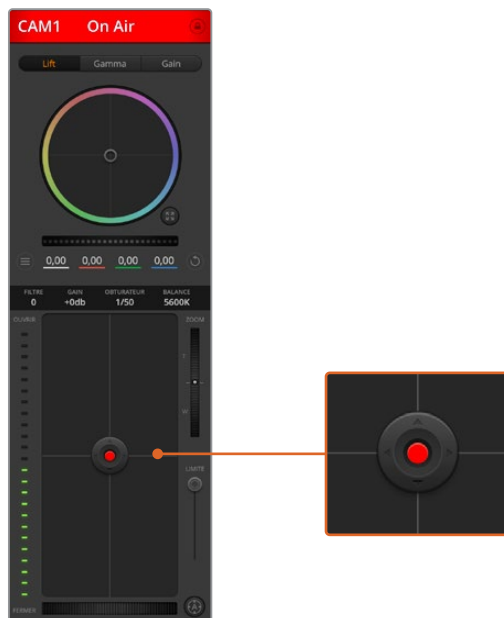 CAM1 On Air
Lift Gamma Gain
0,00 0,00 0,00 0,00
FILTRE GAIN OBTURATEUR BALANCE
0 +0db 1/50 5600K
OUVRIR ZOOM
T
W
LIMITE
FERMER